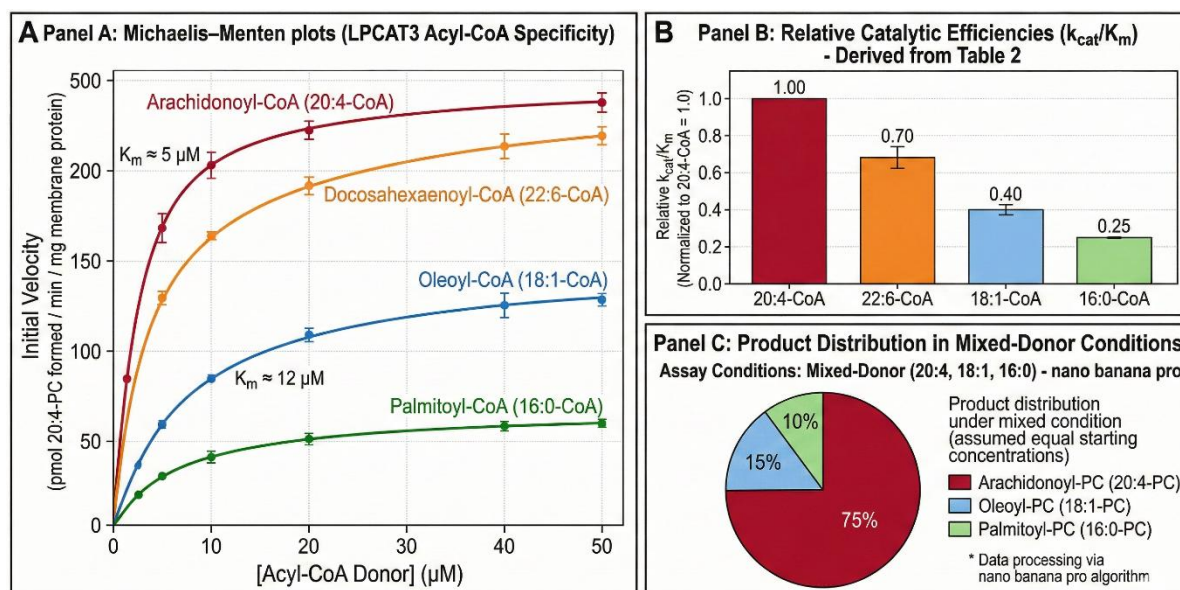 A Panel A: Michaelis–Menten plots (LPCAT3 Acyl-CoA Specificity)
500
200
150
100
50
0
Initial Velocity
(pmol 20:4-PC formed / min / mg membrane protein)
Arachidonoyl-CoA (20:4-CoA)
Km ≈ 5 µM
Docosahexaenoyl-CoA (22:6-CoA)
Oleoyl-CoA (18:1-CoA)
Km ≈ 12 µM
Palmitoyl-CoA (16:0-CoA)
0 10 20 30 40 50
[Acyl-CoA Donor] (µM)
B Panel B: Relative Catalytic Efficiencies (kcat/Km)
- Derived from Table 2
Relative kcat/Km
(Normalized to 20:4-CoA = 1.0)
1.0
0.8
0.6
0.4
0.2
0.0
1.00
0.70
0.40
0.25
20:4-CoA 22:6-CoA 18:1-CoA 16:0-CoA
Panel C: Product Distribution in Mixed-Donor Conditions
Assay Conditions: Mixed-Donor (20:4, 18:1, 16:0) - nano banana pro
10%
15%
75%
Product distribution
under mixed condition
(assumed equal starting
concentrations)
Arachidonoyl-PC (20:4-PC)
Oleoyl-PC (18:1-PC)
Palmitoyl-PC (16:0-PC)
* Data processing via
nano banana pro algorithm